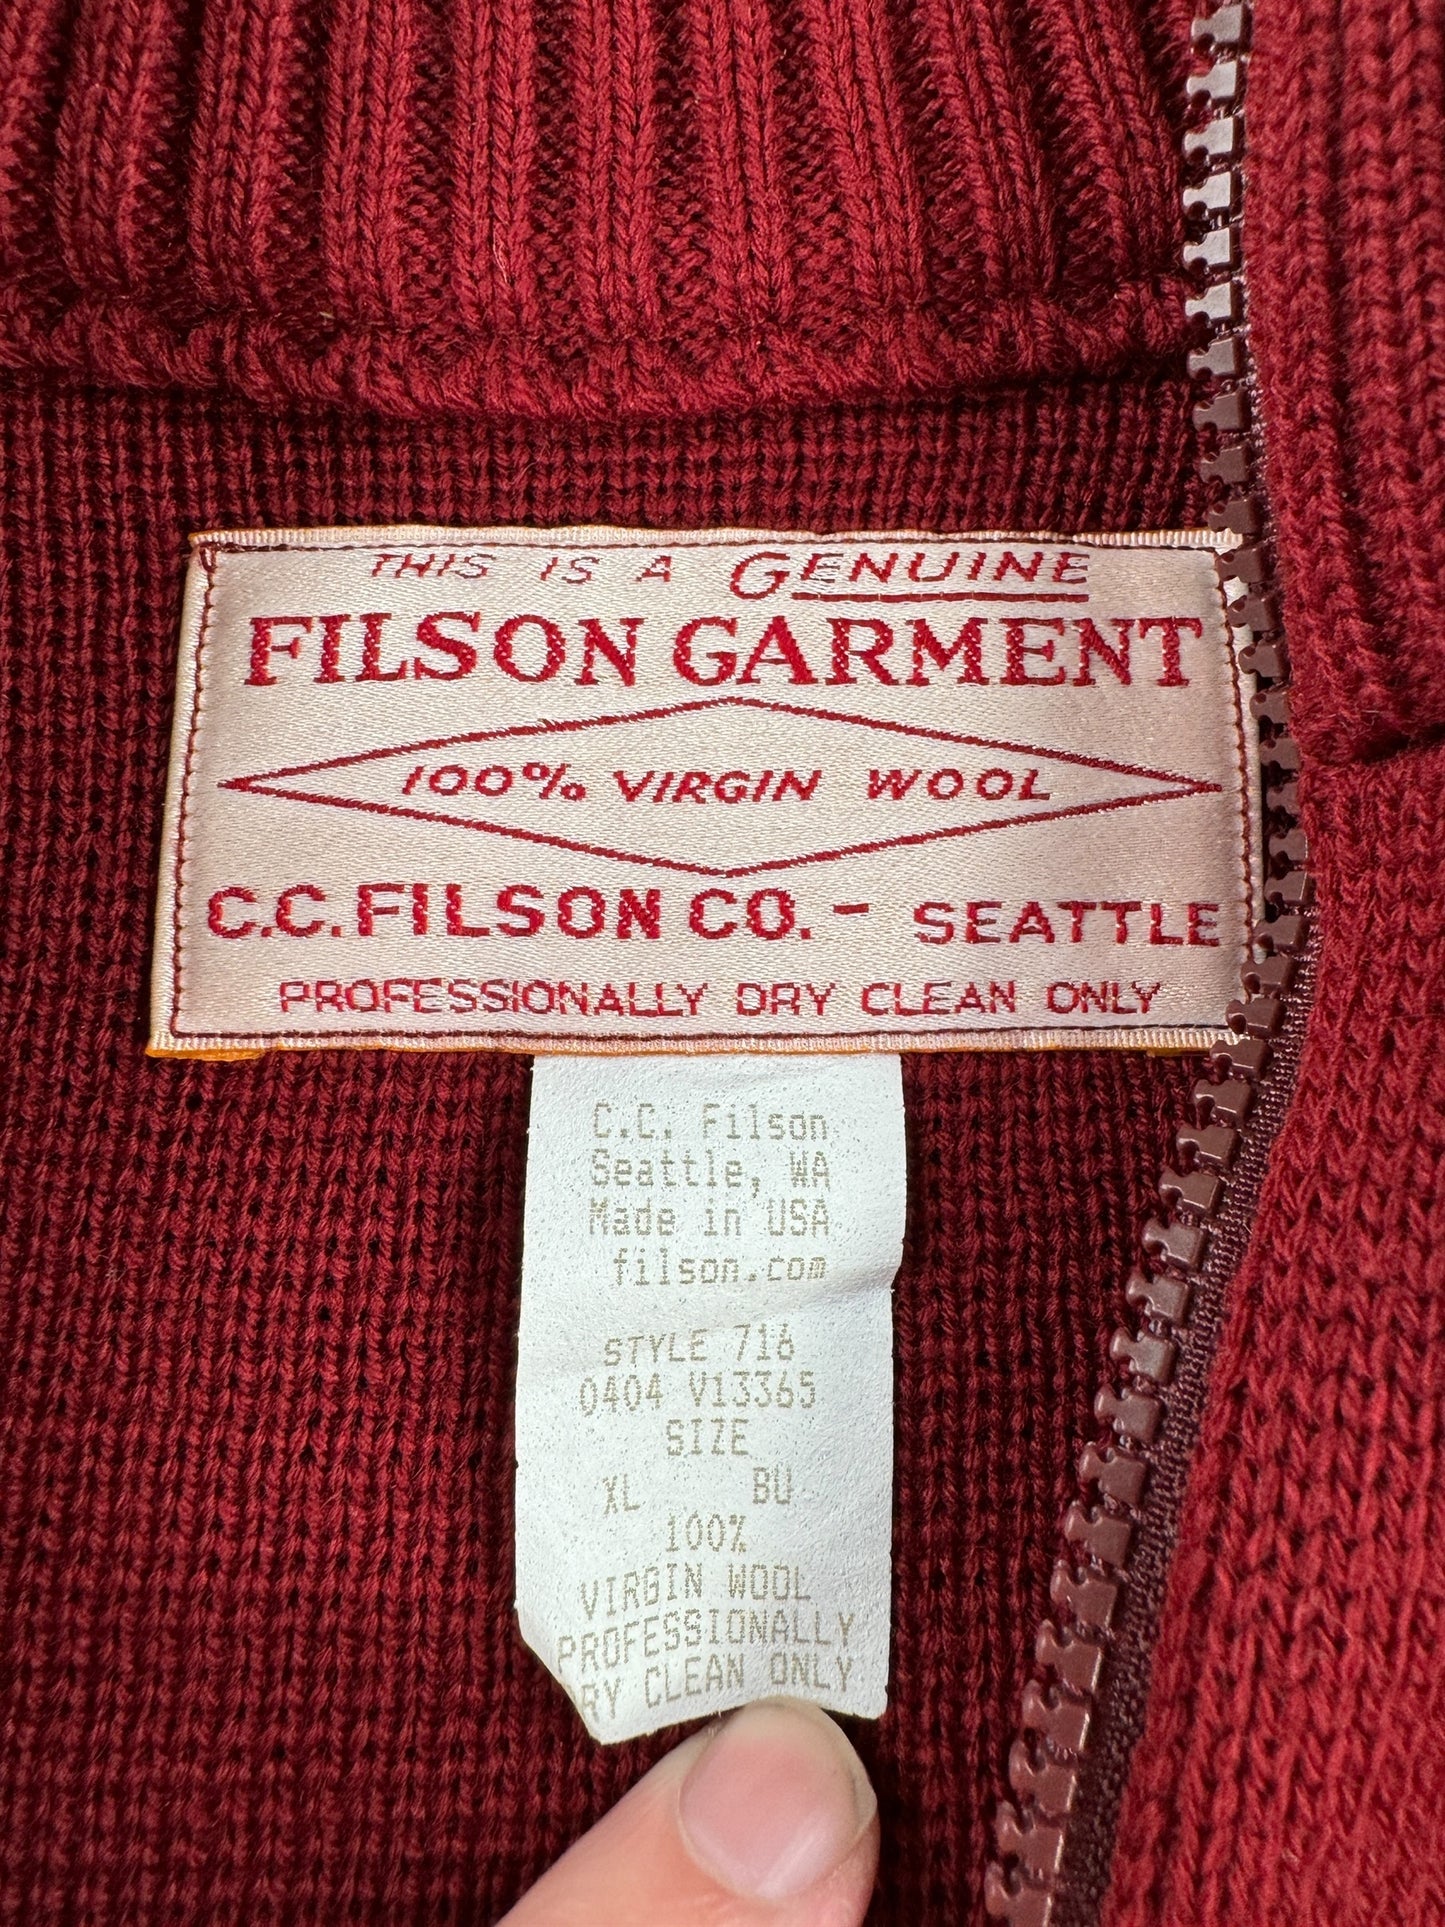 THIS IS A GENUINE
FILSON GARMENT
100% VIRGIN WOOL
C.C. FILSON CO. - SEATTLE
PROFESSIONALLY DRY CLEAN ONLY
C.C. Filson
Seattle, WA
Made in USA
filson.com
STYLE 716
0404 V13365
SIZE
XL BU
100%
VIRGIN WOOL
PROFESSIONALLY
RY CLEAN ONLY